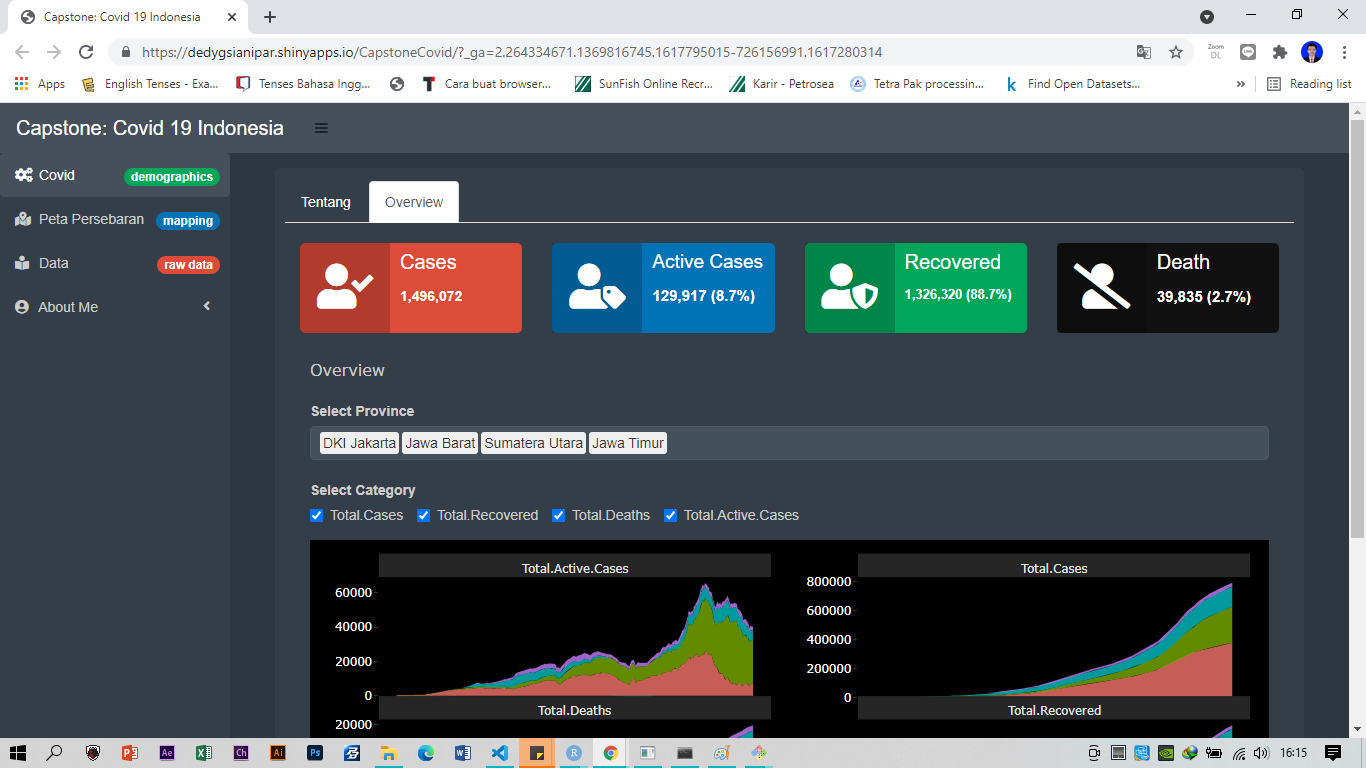 Capstone: Covid 19 Indonesia
https://dedygsianipar.shinyapps.io/CapstoneCovid/?_ga=2.264334671.1369816745.1617795015-726156991.1617280314
Zoom DL
Apps English Tenses - Exa... Tenses Bahasa Ingg... Cara buat browser... SunFish Online Recr... Karir - Petrosea Tetra Pak processin... Find Open Datasets... » Reading list
Capstone: Covid 19 Indonesia
Covid demographics
Peta Persebaran mapping
Data raw data
About Me
Tentang Overview
Cases
1,496,072
Active Cases
129,917 (8.7%)
Recovered
1,326,320 (88.7%)
Death
39,835 (2.7%)
Overview
Select Province
DKI Jakarta Jawa Barat Sumatera Utara Jawa Timur
Select Category
Total.Cases Total.Recovered Total.Deaths Total.Active.Cases
Total.Active.Cases
60000
40000
20000
0
Total.Cases
800000
600000
400000
200000
0
Total.Deaths
20000
Total.Recovered
Ae Ch Ai Ps R
16:15